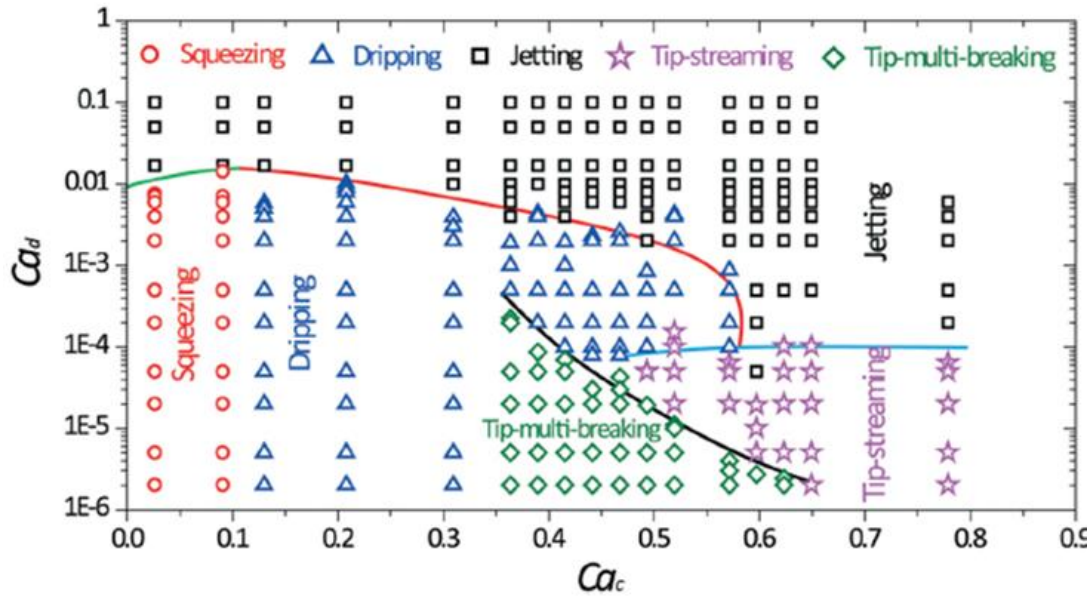 1
Squeezing Dripping Jetting Tip-streaming Tip-multi-breaking
0.1
0.01
1E-3
1E-4
1E-5
1E-6
Ca_d
Squeezing
Dripping
Tip-multi-breaking
Jetting
Tip-streaming
0.0 0.1 0.2 0.3 0.4 0.5 0.6 0.7 0.8 0.9
Ca_c